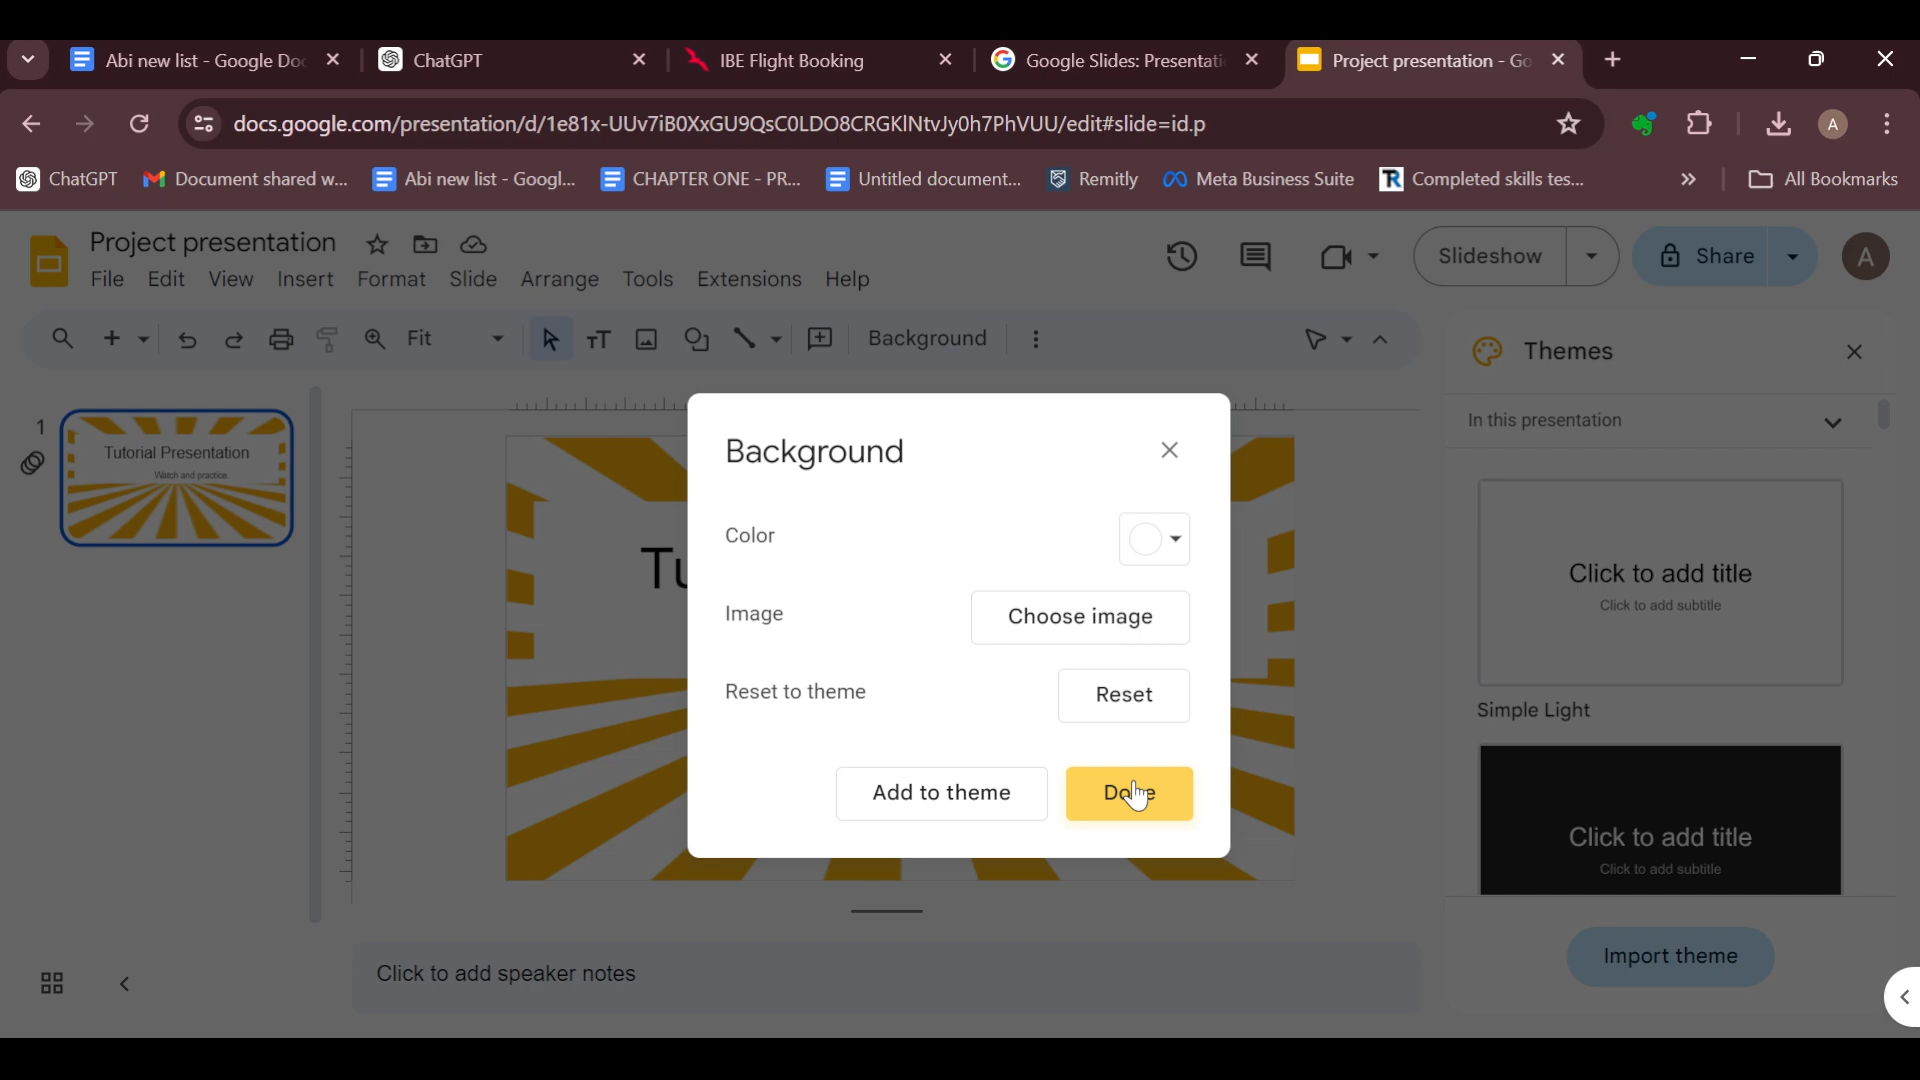 Abi new list - Google Doc
ChatGPT
IBE Flight Booking
Google Slides: Presentati
Project presentation - Go
docs.google.com/presentation/d/1e81x-UUv7iB0XxGU9QsC0LDO8CRGKlNtvJy0h7PhVUU/edit#slide=id.p
A
ChatGPT
Document shared w...
Abi new list - Googl...
CHAPTER ONE - PR...
Untitled document...
Remitly
Meta Business Suite
Completed skills tes...
All Bookmarks
Project presentation
File Edit View Insert Format Slide Arrange Tools Extensions Help
Slideshow
Share
A
Fit
Background
Themes
In this presentation
1
Tutorial Presentation
Watch and practice.
Tu
Background
Color
Image
Choose image
Reset to theme
Reset
Add to theme
Done
Click to add title
Click to add subtitle
Simple Light
Click to add title
Click to add subtitle
Import theme
Click to add speaker notes